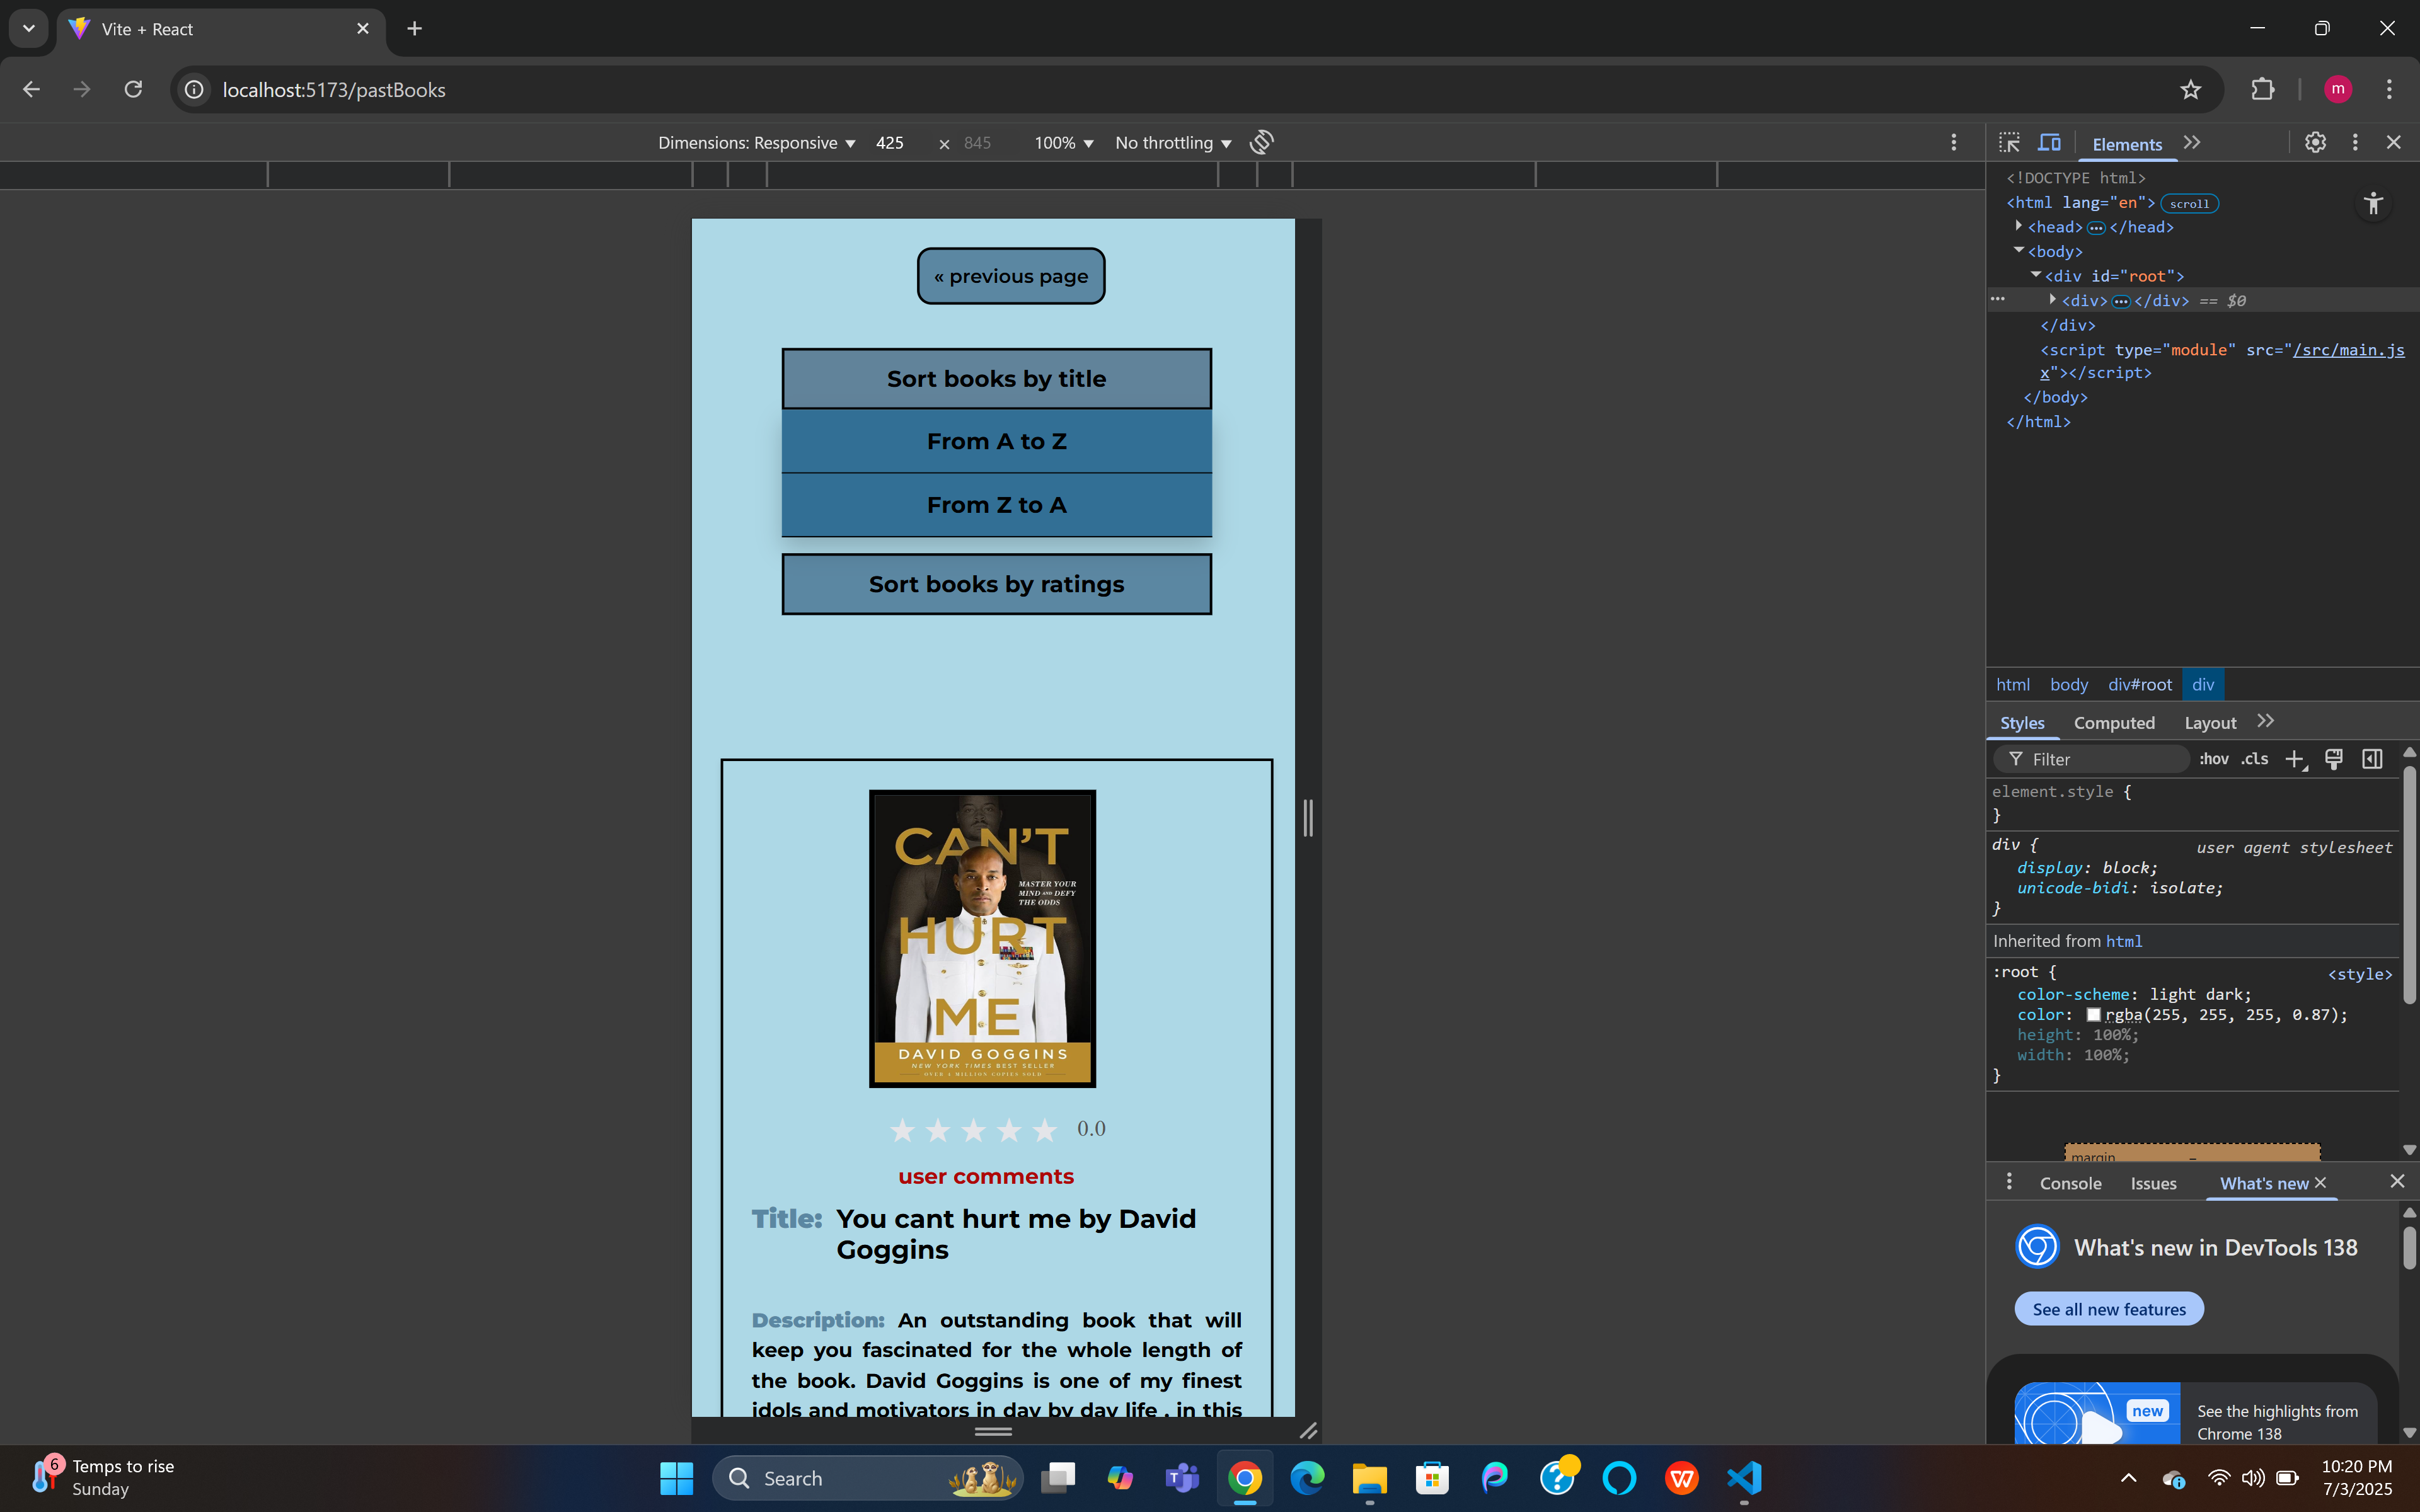 Vite + React
localhost:5173/pastBooks
m
Dimensions: Responsive 425 × 845 100% No throttling
Elements
« previous page
Sort books by title
From A to Z
From Z to A
Sort books by ratings
CAN'T
MASTER YOUR
MIND AND DEFY
THE ODDS
HURT
ME
DAVID GOGGINS
NEW YORK TIMES BEST SELLER
OVER 4 MILLION COPIES SOLD
★ ★ ★ ★ ★ 0.0
user comments
Title: You cant hurt me by David
Goggins
Description: An outstanding book that will
keep you fascinated for the whole length of
the book. David Goggins is one of my finest
idols and motivators in day by day life , in this
<!DOCTYPE html>
<html lang="en"> scroll
<head> ••• </head>
<body>
<div id="root">
••• <div> ••• </div> == $0
</div>
<script type="module" src="/src/main.js
x"></script>
</body>
</html>
html body div#root div
Styles Computed Layout
Filter :hov .cls
element.style {
}
div { user agent stylesheet
display: block;
unicode-bidi: isolate;
}
Inherited from html
:root { <style>
color-scheme: light dark;
color: rgba(255, 255, 255, 0.87);
height: 100%;
width: 100%;
}
margin –
Console Issues What's new
What's new in DevTools 138
See all new features
new
See the highlights from
Chrome 138
6
Temps to rise
Sunday
Search
10:20 PM
7/3/2025